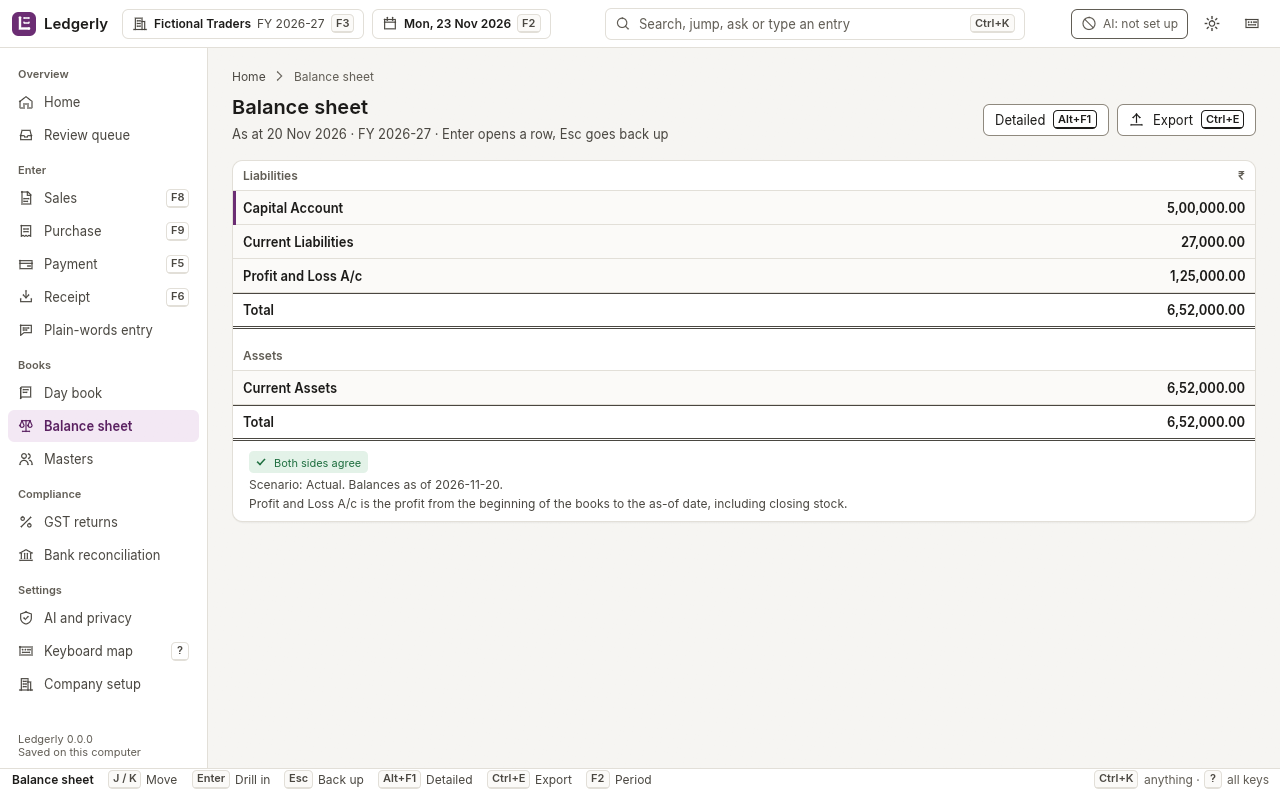 Ledgerly
Fictional Traders FY 2026-27 F3
Mon, 23 Nov 2026 F2
Search, jump, ask or type an entry Ctrl+K
AI: not set up
Overview
Home
Review queue
Enter
Sales F8
Purchase F9
Payment F5
Receipt F6
Plain-words entry
Books
Day book
Balance sheet
Masters
Compliance
GST returns
Bank reconciliation
Settings
AI and privacy
Keyboard map ?
Company setup
Ledgerly 0.0.0
Saved on this computer
Home Balance sheet
Balance sheet
As at 20 Nov 2026 · FY 2026-27 · Enter opens a row, Esc goes back up
Detailed Alt+F1
Export Ctrl+E
Liabilities ₹
Capital Account 5,00,000.00
Current Liabilities 27,000.00
Profit and Loss A/c 1,25,000.00
Total 6,52,000.00
Assets
Current Assets 6,52,000.00
Total 6,52,000.00
Both sides agree
Scenario: Actual. Balances as of 2026-11-20.
Profit and Loss A/c is the profit from the beginning of the books to the as-of date, including closing stock.
Balance sheet J / K Move Enter Drill in Esc Back up Alt+F1 Detailed Ctrl+E Export F2 Period Ctrl+K anything · ? all keys